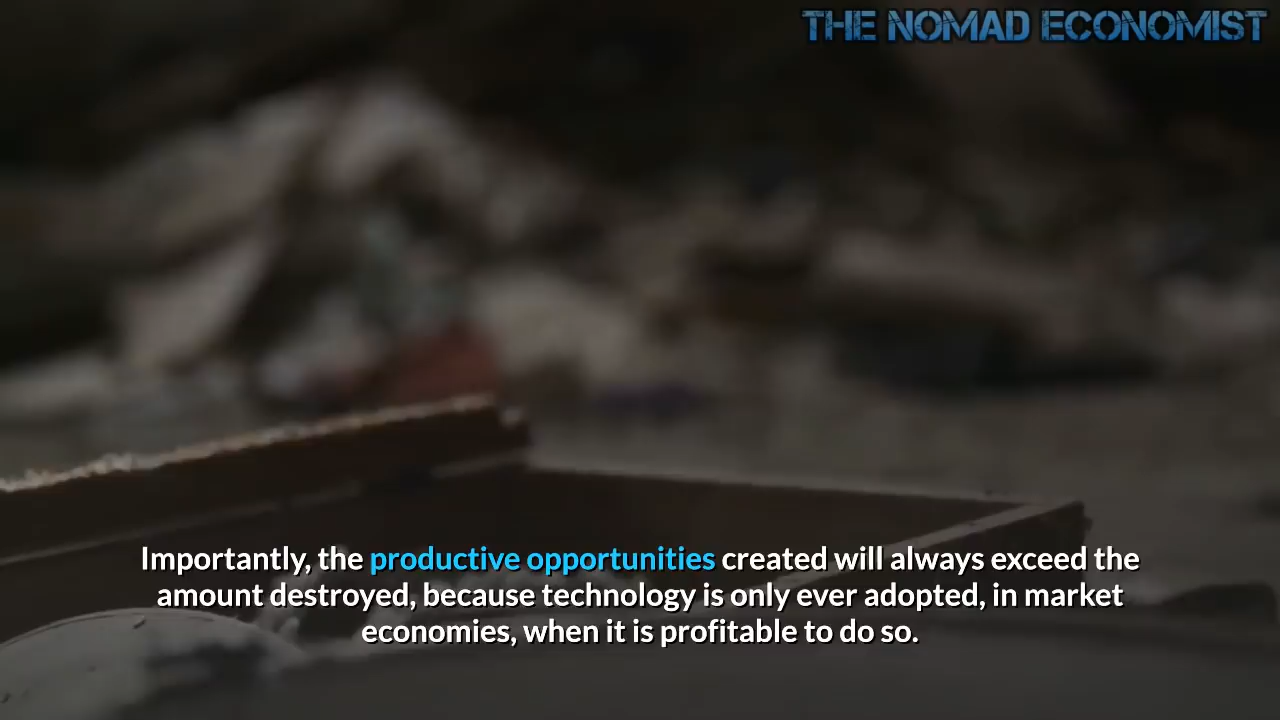 THE NOMAD ECONOMIST
Importantly, the productive opportunities created will always exceed the
amount destroyed, because technology is only ever adopted, in market
economies, when it is profitable to do so.